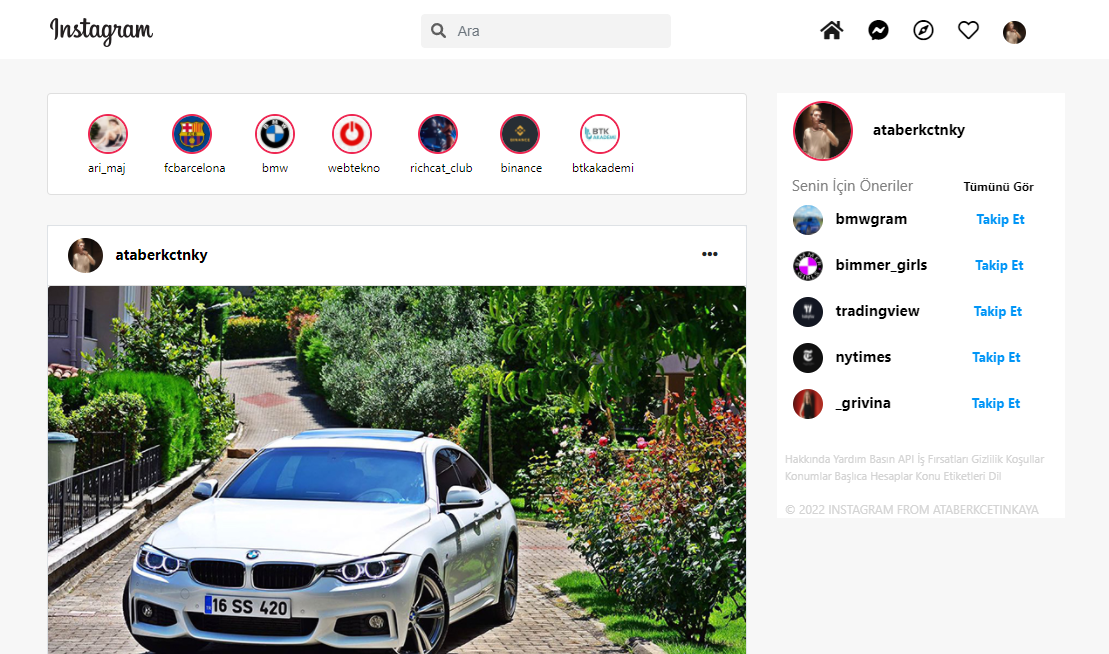 Instagram
Ara
ari_maj
fcbarcelona
bmw
webtekno
richcat_club
binance
btkakademi
BTK
AKADEMİ
ataberkctnky
Senin İçin Öneriler
Tümünü Gör
bmwgram
Takip Et
bimmer_girls
Takip Et
tradingview
Takip Et
nytimes
Takip Et
_grivina
Takip Et
Hakkında Yardım Basın API İş Fırsatları Gizlilik Koşullar
Konumlar Başlıca Hesaplar Konu Etiketleri Dil
© 2022 INSTAGRAM FROM ATABERKCETINKAYA
ataberkctnky
16 SS 420